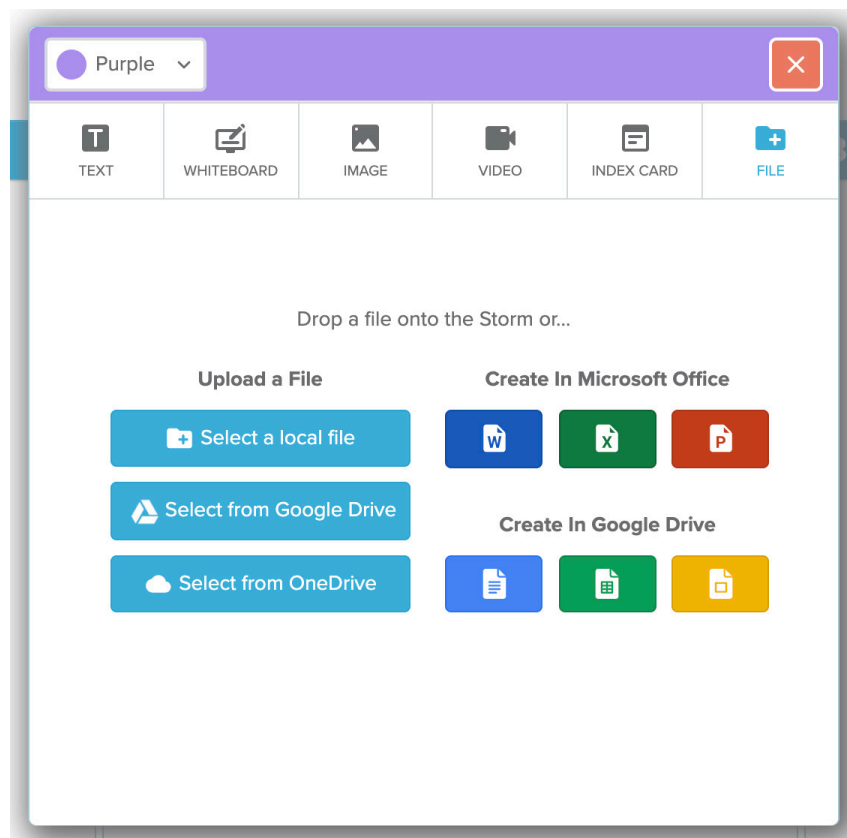 Purple
TEXT
WHITEBOARD
IMAGE
VIDEO
INDEX CARD
FILE
Drop a file onto the Storm or...
Upload a File
Select a local file
Select from Google Drive
Select from OneDrive
Create In Microsoft Office
W
X
P
Create In Google Drive